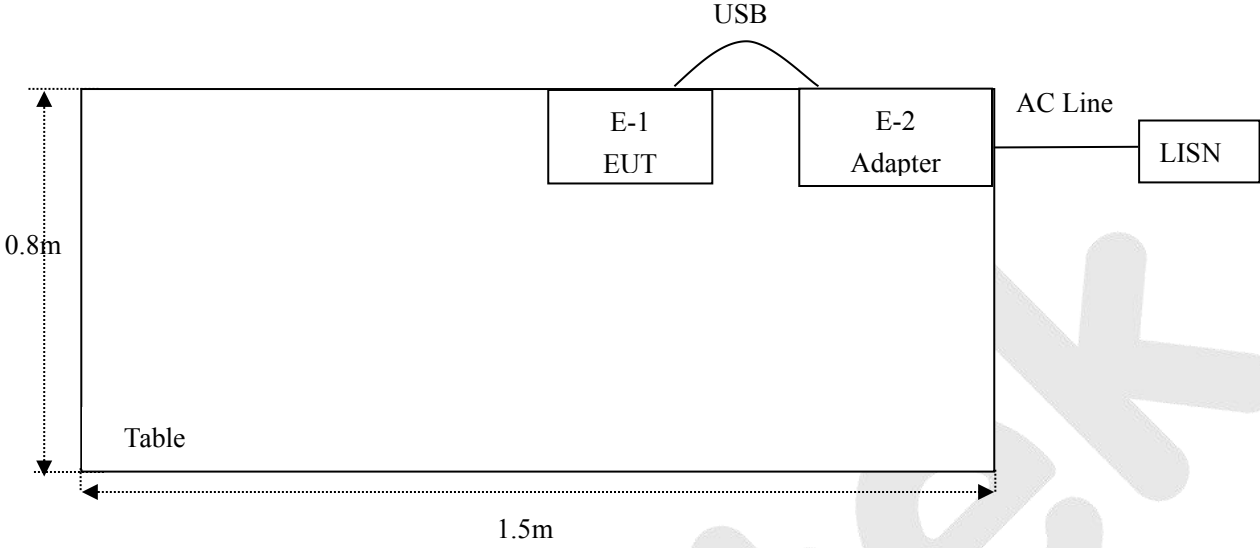 USB
E-1
EUT
E-2
Adapter
AC Line
LISN
0.8m
Table
1.5m